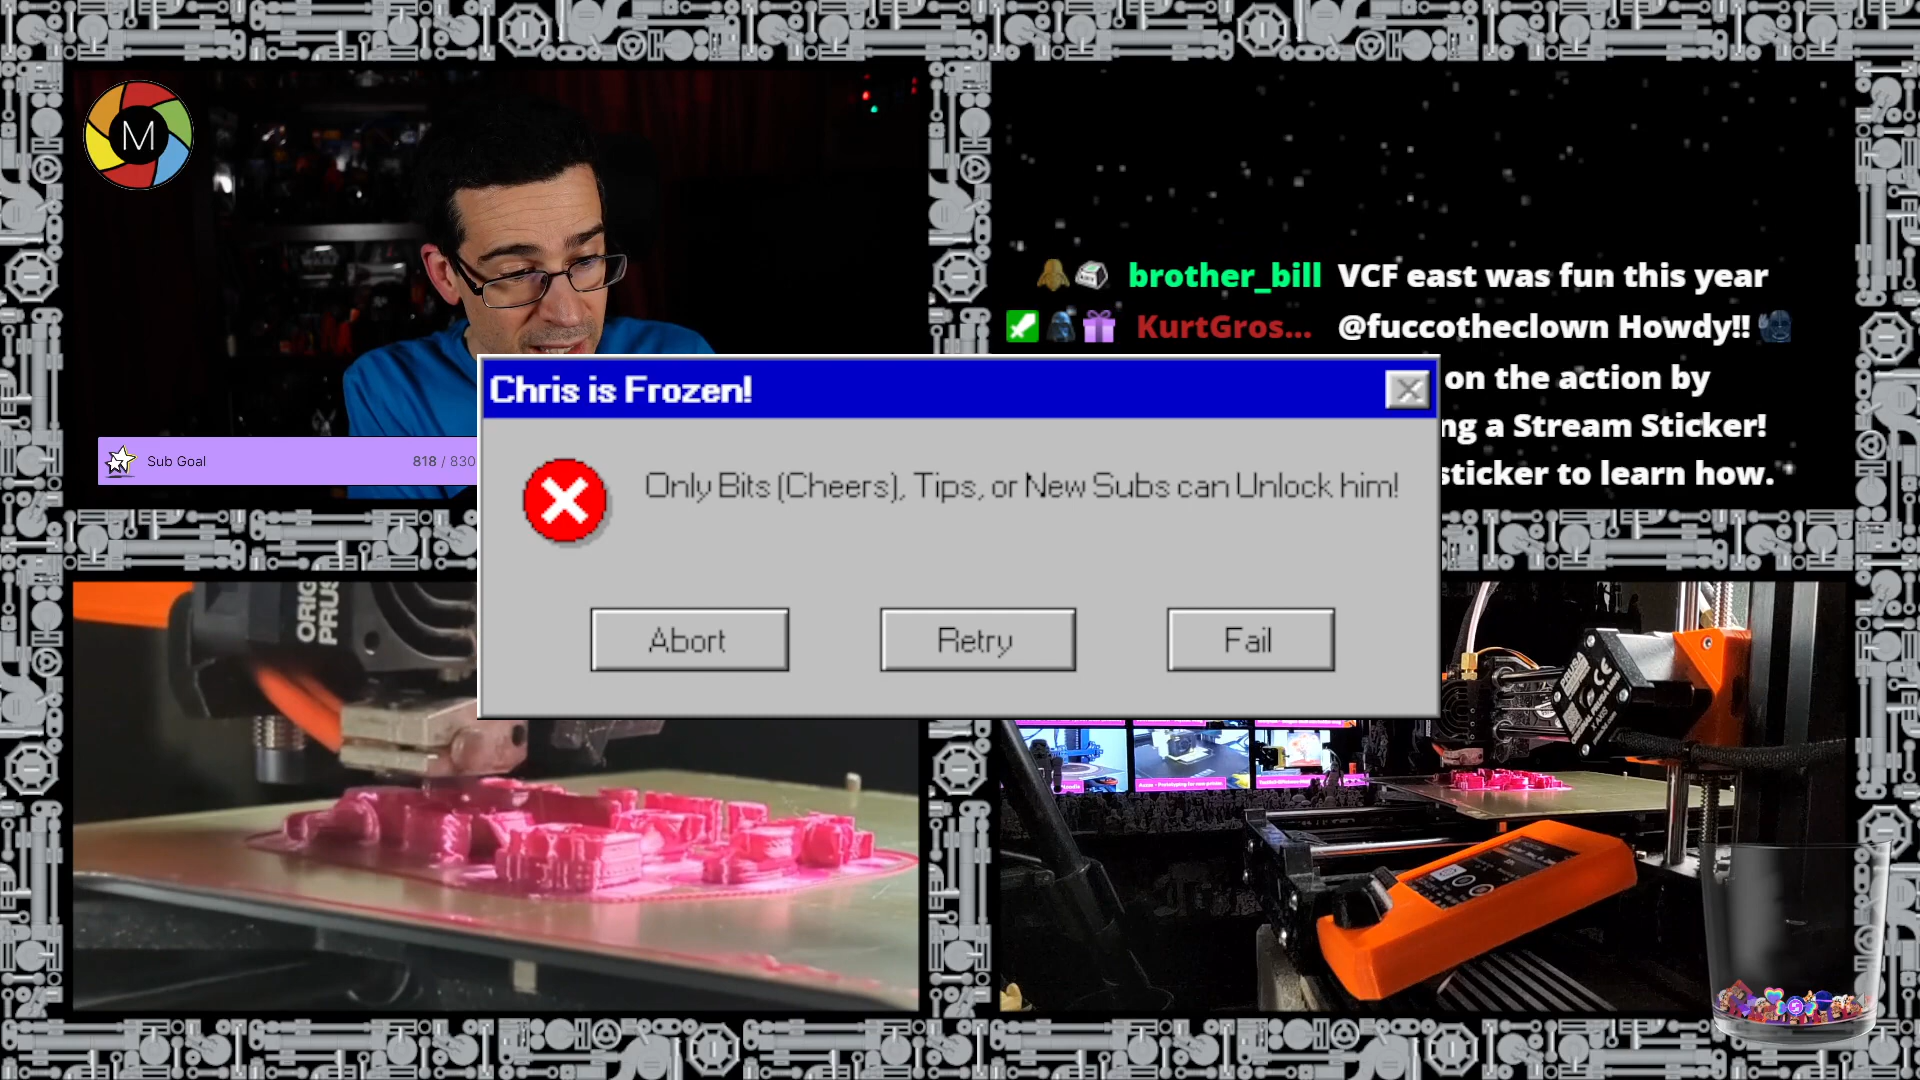 M
brother_bill VCF east was fun this year
KurtGros... @fuccotheclown Howdy!!
on the action by
ng a Stream Sticker!
sticker to learn how.
Sub Goal 818 / 830
Chris is Frozen!
Only Bits (Cheers), Tips, or New Subs can Unlock him!
Abort Retry Fail
ORIG
PRUS